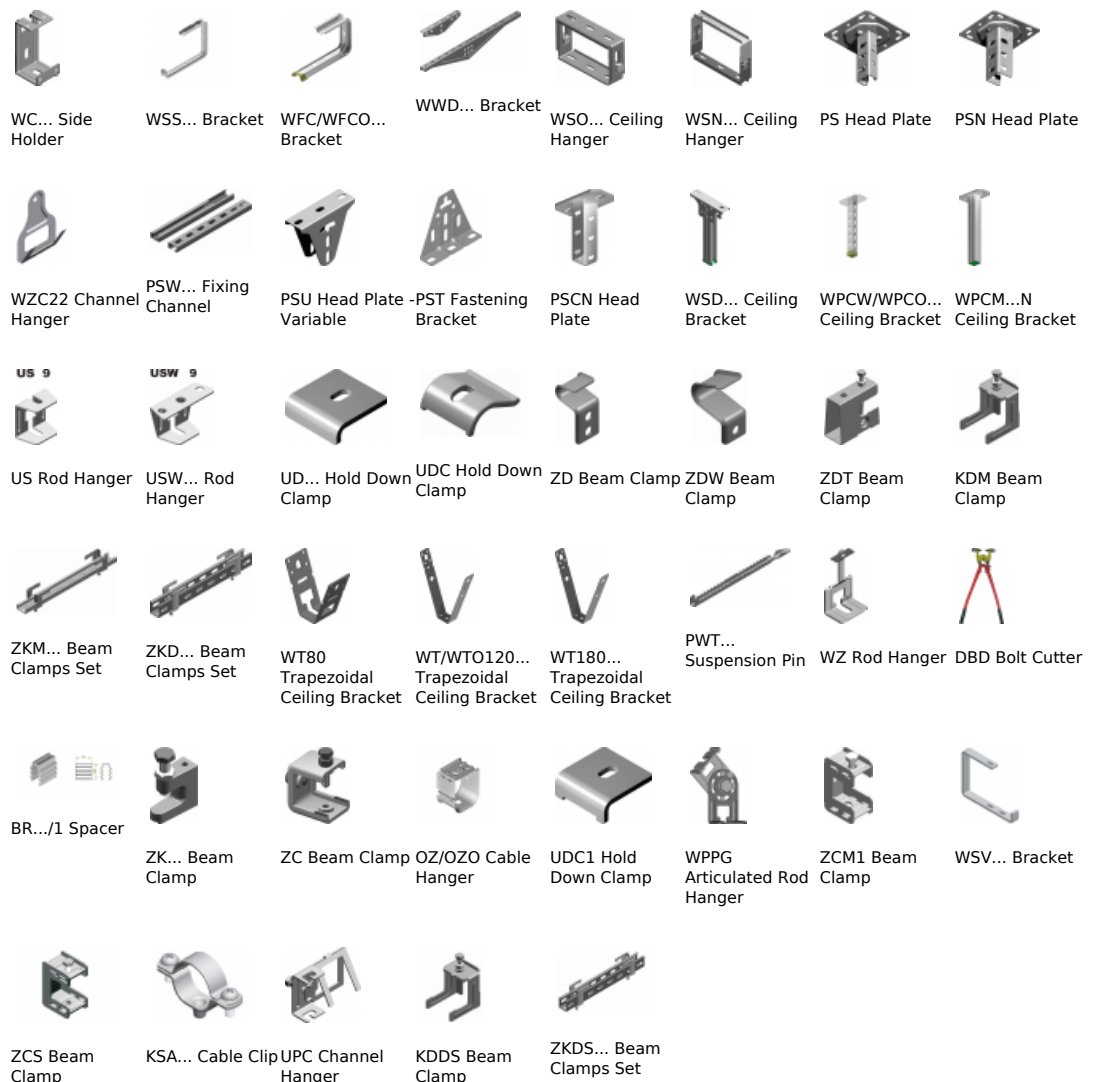 WC... Side
Holder
WSS... Bracket
WFC/WFCO...
Bracket
WWD... Bracket
WSO... Ceiling
Hanger
WSN... Ceiling
Hanger
PS Head Plate
PSN Head Plate
WZC22 Channel
Hanger
PSW... Fixing
Channel
PSU Head Plate -
Variable
PST Fastening
Bracket
PSCN Head
Plate
WSD... Ceiling
Bracket
WPCW/WPCO...
Ceiling Bracket
WPCM...N
Ceiling Bracket
US 9
US Rod Hanger
USW 9
USW... Rod
Hanger
UD... Hold Down
Clamp
UDC Hold Down
Clamp
ZD Beam Clamp
ZDW Beam
Clamp
ZDT Beam
Clamp
KDM Beam
Clamp
ZKM... Beam
Clamps Set
ZKD... Beam
Clamps Set
WT80
Trapezoidal
Ceiling Bracket
WT/WTO120...
Trapezoidal
Ceiling Bracket
WT180...
Trapezoidal
Ceiling Bracket
PWT...
Suspension Pin
WZ Rod Hanger
DBD Bolt Cutter
BR.../1 Spacer
ZK... Beam
Clamp
ZC Beam Clamp
OZ/OZO Cable
Hanger
UDC1 Hold
Down Clamp
WPPG
Articulated Rod
Hanger
ZCM1 Beam
Clamp
WSV... Bracket
ZCS Beam
Clamp
KSA... Cable Clip
UPC Channel
Hanger
KDDS Beam
Clamp
ZKDS... Beam
Clamps Set